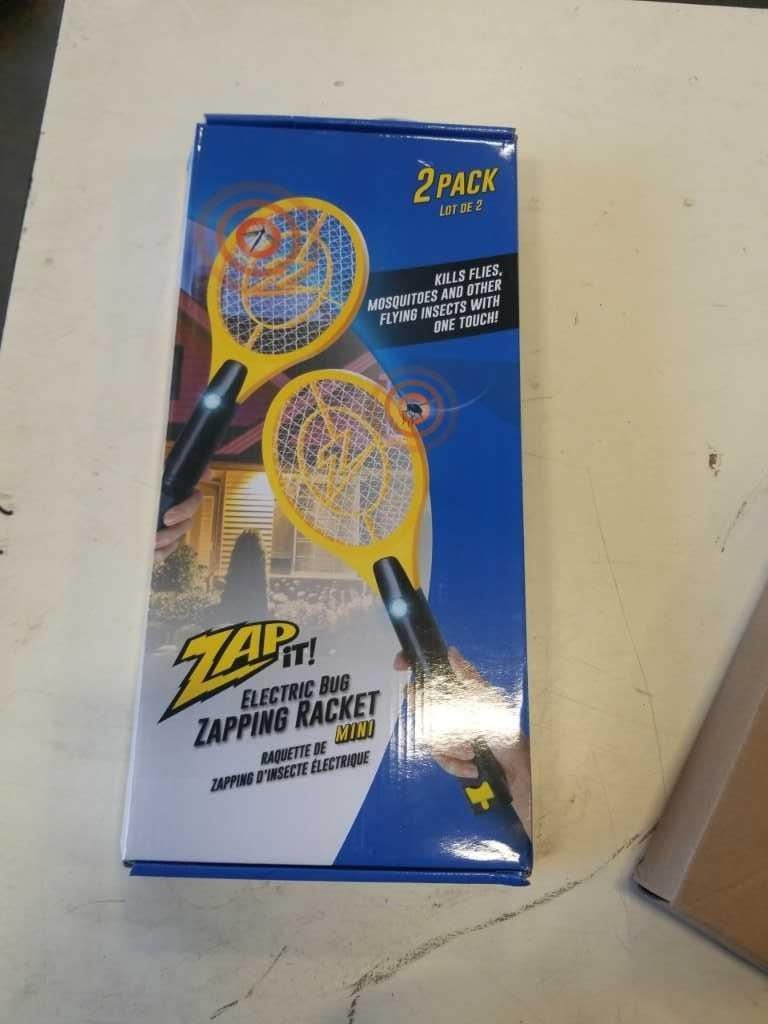 2 PACK
LOT DE 2
KILLS FLIES,
MOSQUITOES AND OTHER
FLYING INSECTS WITH
ONE TOUCH!
ZAP IT!
ELECTRIC BUG
ZAPPING RACKET
MINI
RAQUETTE DE
ZAPPING D'INSECTE ÉLECTRIQUE